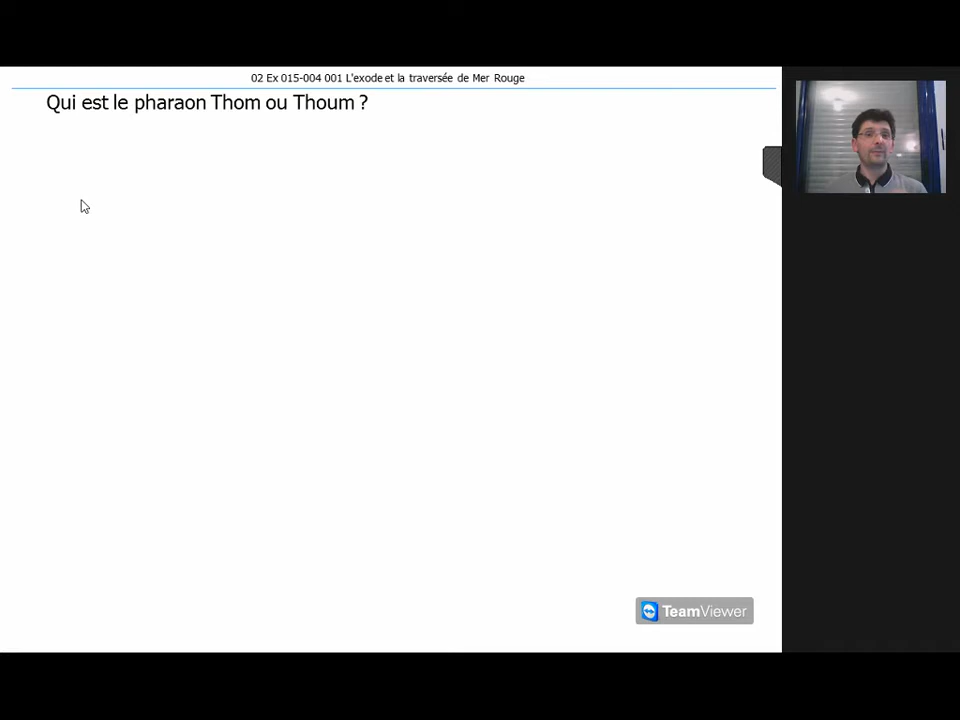 02 Ex 015-004 001 L'exode et la traversée de Mer Rouge
Qui est le pharaon Thom ou Thoum ?
TeamViewer